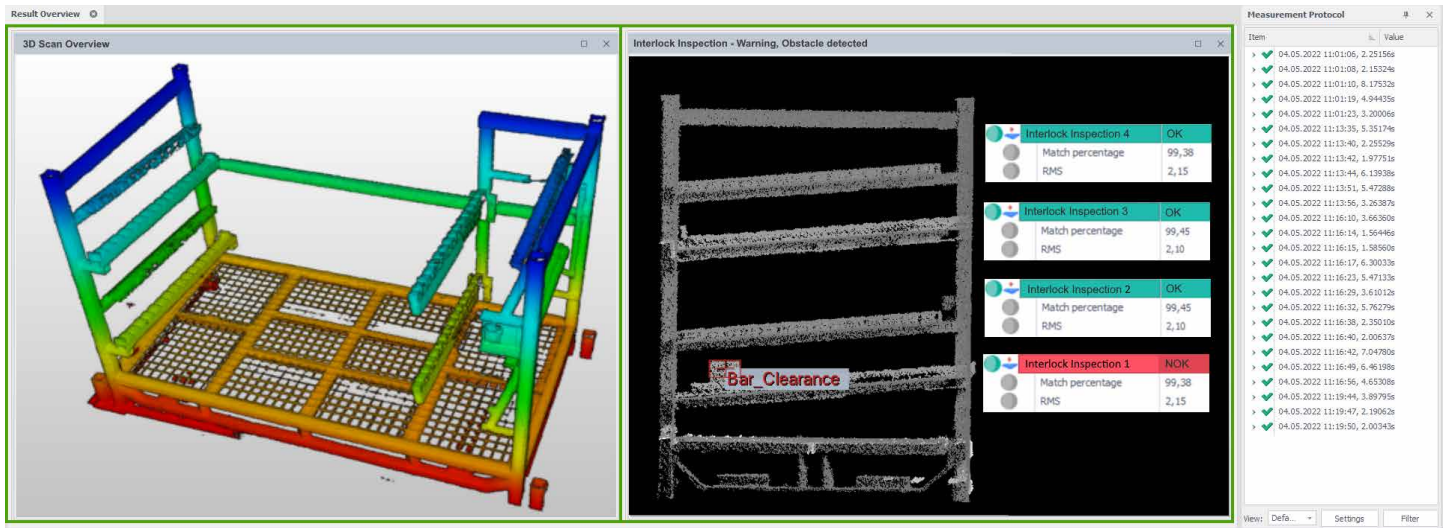 Result Overview
3D Scan Overview
Interlock Inspection - Warning, Obstacle detected
Bar_Clearance
Interlock Inspection 4 OK
Match percentage 99,38
RMS 2,15
Interlock Inspection 3 OK
Match percentage 99,45
RMS 2,10
Interlock Inspection 2 OK
Match percentage 99,45
RMS 2,10
Interlock Inspection 1 NOK
Match percentage 99,38
RMS 2,15
Measurement Protocol
Item Value
04.05.2022 11:01:06, 2.25156s
04.05.2022 11:01:08, 2.15324s
04.05.2022 11:01:10, 8.17532s
04.05.2022 11:01:19, 4.94435s
04.05.2022 11:01:23, 3.20006s
04.05.2022 11:13:35, 5.35174s
04.05.2022 11:13:40, 2.25529s
04.05.2022 11:13:42, 1.97751s
04.05.2022 11:13:44, 6.13938s
04.05.2022 11:13:51, 5.47288s
04.05.2022 11:13:56, 3.26387s
04.05.2022 11:16:10, 3.66360s
04.05.2022 11:16:14, 1.56446s
04.05.2022 11:16:15, 1.58560s
04.05.2022 11:16:17, 6.30033s
04.05.2022 11:16:23, 5.47133s
04.05.2022 11:16:29, 3.61012s
04.05.2022 11:16:32, 5.76279s
04.05.2022 11:16:38, 2.35010s
04.05.2022 11:16:40, 2.00637s
04.05.2022 11:16:42, 7.04780s
04.05.2022 11:16:49, 6.46198s
04.05.2022 11:16:56, 4.65308s
04.05.2022 11:19:44, 3.89795s
04.05.2022 11:19:47, 2.19062s
04.05.2022 11:19:50, 2.00343s
View: Defa... Settings Filter